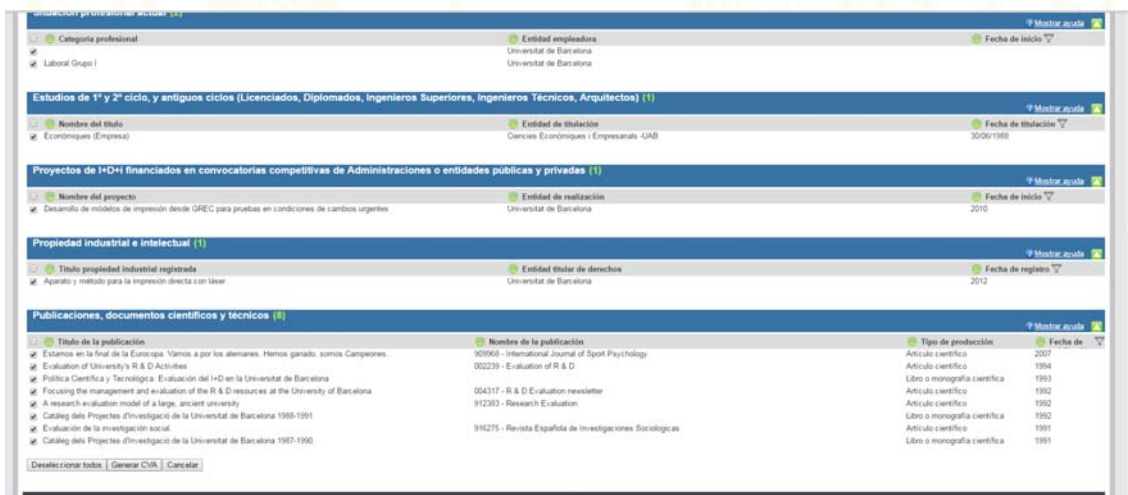 Situación profesional actual (2)
Mostrar ayuda
Categoría profesional Entidad empleadora Fecha de inicio
Universitat de Barcelona
Laboral Grupo I Universitat de Barcelona
Estudios de 1º y 2º ciclo, y antiguos ciclos (Licenciados, Diplomados, Ingenieros Superiores, Ingenieros Técnicos, Arquitectos) (1)
Mostrar ayuda
Nombre del título Entidad de titulación Fecha de titulación
Econòmiques (Empresa) Ciencies Econòmiques i Empresarials -UAB 30/06/1988
Proyectos de I+D+i financiados en convocatorias competitivas de Administraciones o entidades públicas y privadas (1)
Mostrar ayuda
Nombre del proyecto Entidad de realización Fecha de inicio
Desarrollo de módelos de impresión desde GREC para pruebas en condiciones de cambios urgentes Universitat de Barcelona 2010
Propiedad industrial e intelectual (1)
Mostrar ayuda
Título propiedad industrial registrada Entidad titular de derechos Fecha de registro
Aparato y método para la impresión directa con láser Universitat de Barcelona 2012
Publicaciones, documentos científicos y técnicos (8)
Mostrar ayuda
Título de la publicación Nombre de la publicación Tipo de producción Fecha de
Estamos en la final de la Eurocopa. Vamos a por los alemanes. Hemos ganado, somos Campeones. 909968 - International Journal of Sport Psychology Artículo científico 2007
Evaluation of University's R & D Activities 002239 - Evaluation of R & D Artículo científico 1994
Política Científica y Tecnológica. Evaluación del I+D en la Universitat de Barcelona Libro o monografía científica 1993
Focusing the management and evaluation of the R & D resources at the University of Barcelona 004317 - R & D Evaluation newsletter Artículo científico 1992
A research evaluation model of a large, ancient university 912383 - Research Evaluation Artículo científico 1992
Catàleg dels Projectes d'Investigació de la Universitat de Barcelona 1988-1991 Libro o monografía científica 1992
Evaluación de la investigación social. 916275 - Revista Española de Investigaciones Sociologicas Artículo científico 1991
Catàleg dels Projectes d'Investigació de la Universitat de Barcelona 1987-1990 Libro o monografía científica 1991
Deseleccionar todos Generar CVA Cancelar